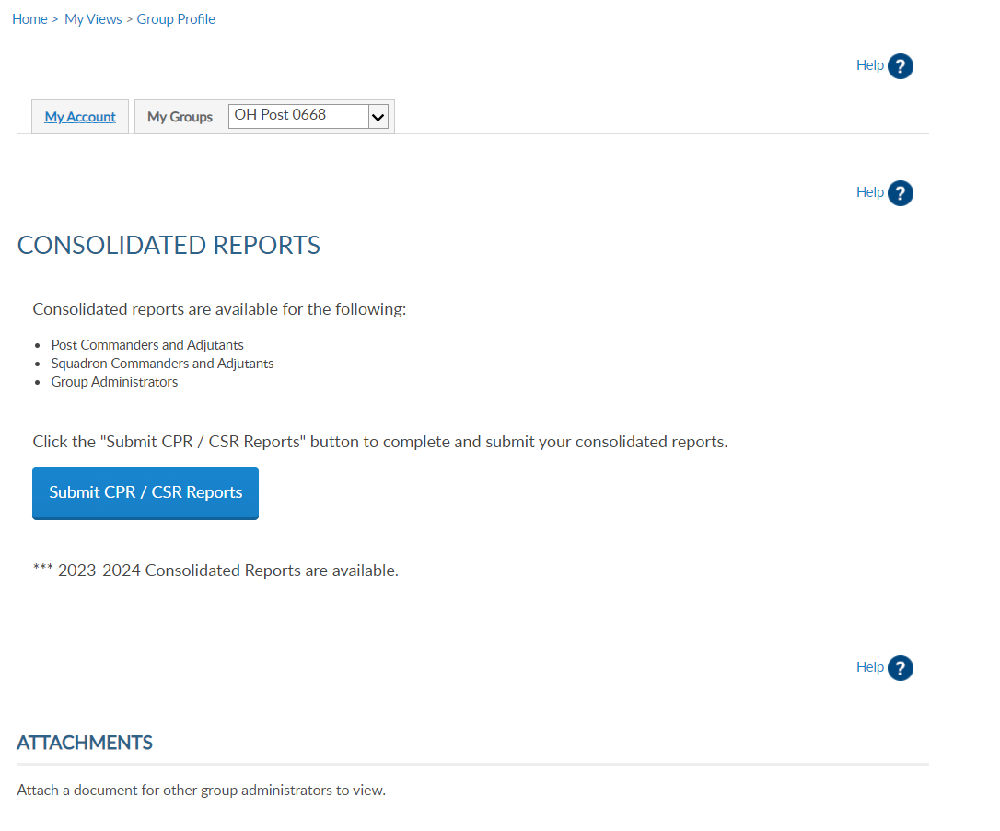 Home > My Views > Group Profile
Help ?
My Account My Groups OH Post 0668
Help ?
CONSOLIDATED REPORTS
Consolidated reports are available for the following:
• Post Commanders and Adjutants
• Squadron Commanders and Adjutants
• Group Administrators
Click the "Submit CPR / CSR Reports" button to complete and submit your consolidated reports.
Submit CPR / CSR Reports
*** 2023-2024 Consolidated Reports are available.
Help ?
ATTACHMENTS
Attach a document for other group administrators to view.